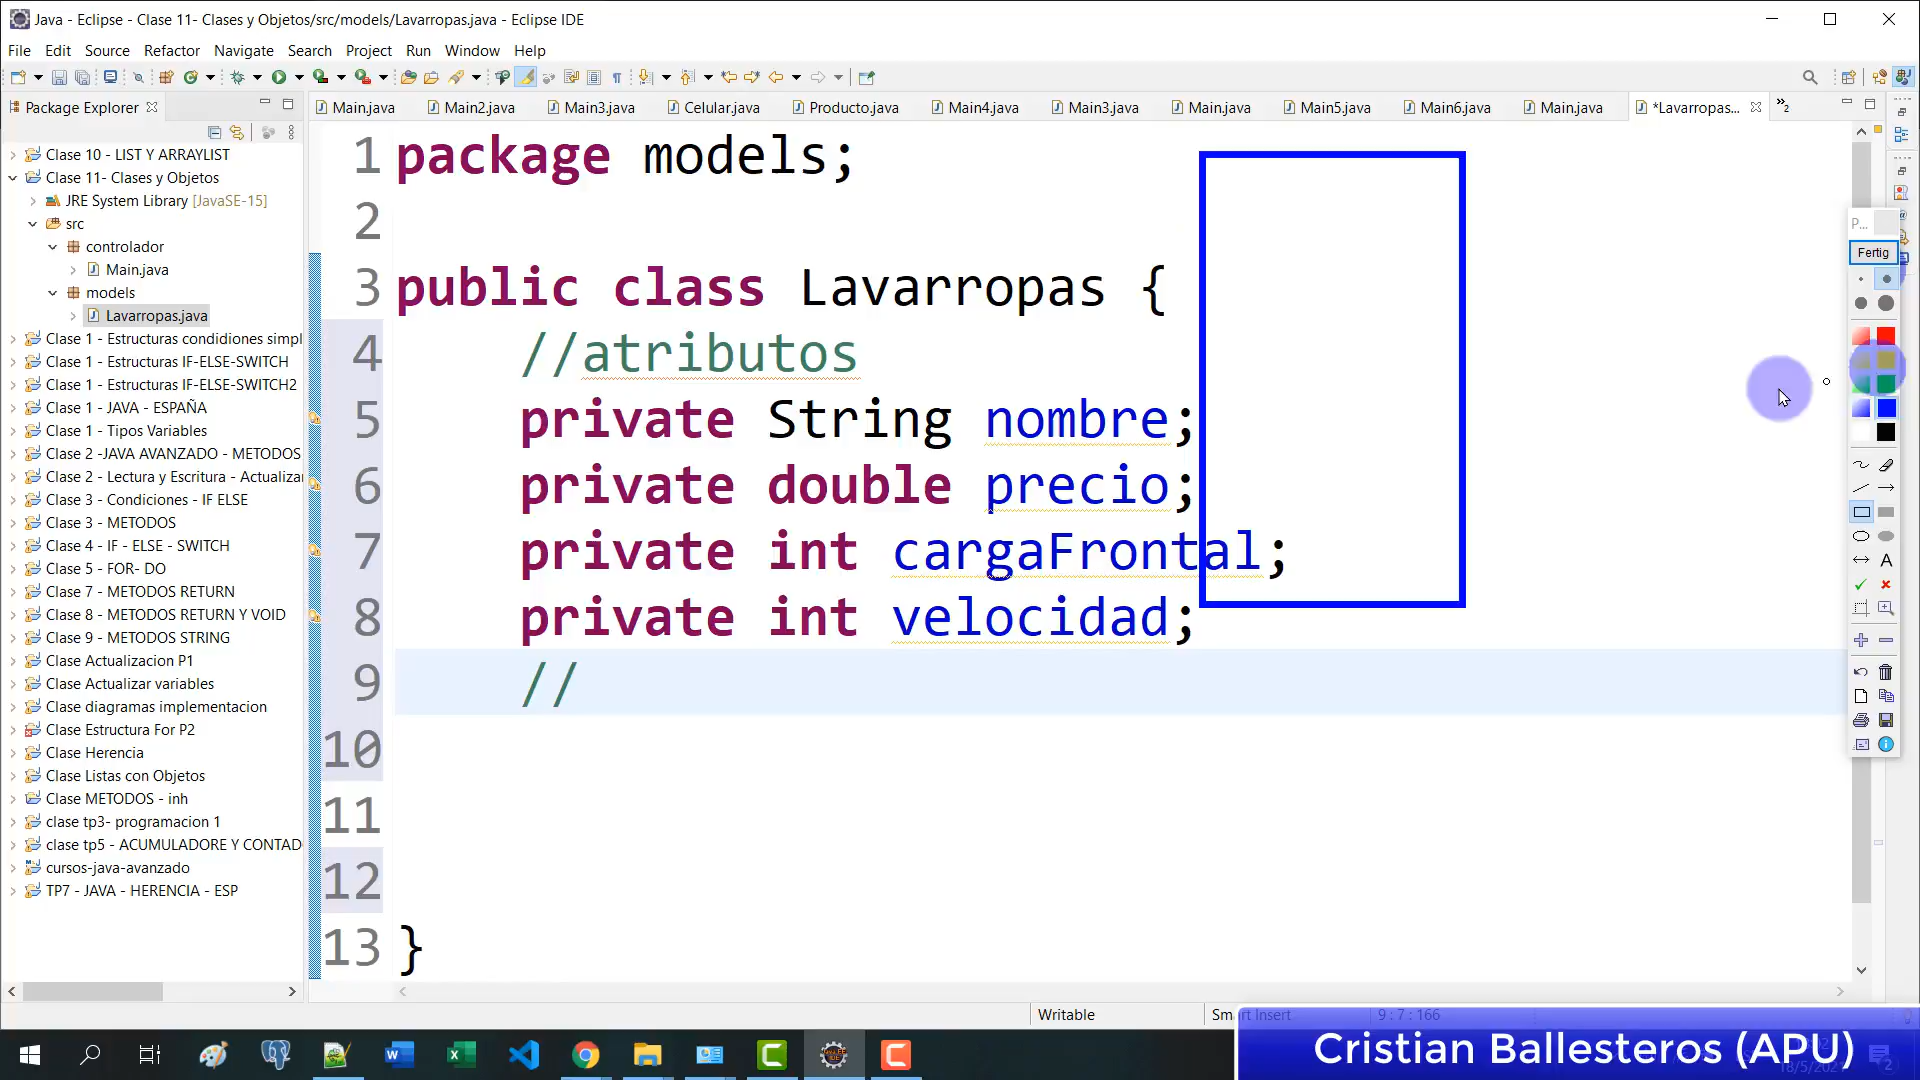 Java - Eclipse - Clase 11- Clases y Objetos/src/models/Lavarropas.java - Eclipse IDE
File Edit Source Refactor Navigate Search Project Run Window Help
Package Explorer
Main.java Main2.java Main3.java Celular.java Producto.java Main4.java Main3.java Main.java Main5.java Main6.java Main.java *Lavarropas... »2
Clase 10 - LIST Y ARRAYLIST
Clase 11- Clases y Objetos
JRE System Library [JavaSE-15]
src
controlador
Main.java
models
Lavarropas.java
Clase 1 - Estructuras condidiones simpl
Clase 1 - Estructuras IF-ELSE-SWITCH
Clase 1 - Estructuras IF-ELSE-SWITCH2
Clase 1 - JAVA - ESPAÑA
Clase 1 - Tipos Variables
Clase 2 -JAVA AVANZADO - METODOS
Clase 2 - Lectura y Escritura - Actualizar
Clase 3 - Condiciones - IF ELSE
Clase 3 - METODOS
Clase 4 - IF - ELSE - SWITCH
Clase 5 - FOR- DO
Clase 7 - METODOS RETURN
Clase 8 - METODOS RETURN Y VOID
Clase 9 - METODOS STRING
Clase Actualizacion P1
Clase Actualizar variables
Clase diagramas implementacion
Clase Estructura For P2
Clase Herencia
Clase Listas con Objetos
Clase METODOS - inh
clase tp3- programacion 1
clase tp5 - ACUMULADORE Y CONTAD
cursos-java-avanzado
TP7 - JAVA - HERENCIA - ESP
1 package models;
2
3 public class Lavarropas {
4 //atributos
5 private String nombre;
6 private double precio;
7 private int cargaFrontal;
8 private int velocidad;
9 //
10
11
12
13 }
P...
Fertig
A
Writable Smart Insert 9 : 7 : 166
Cristian Ballesteros (APU)